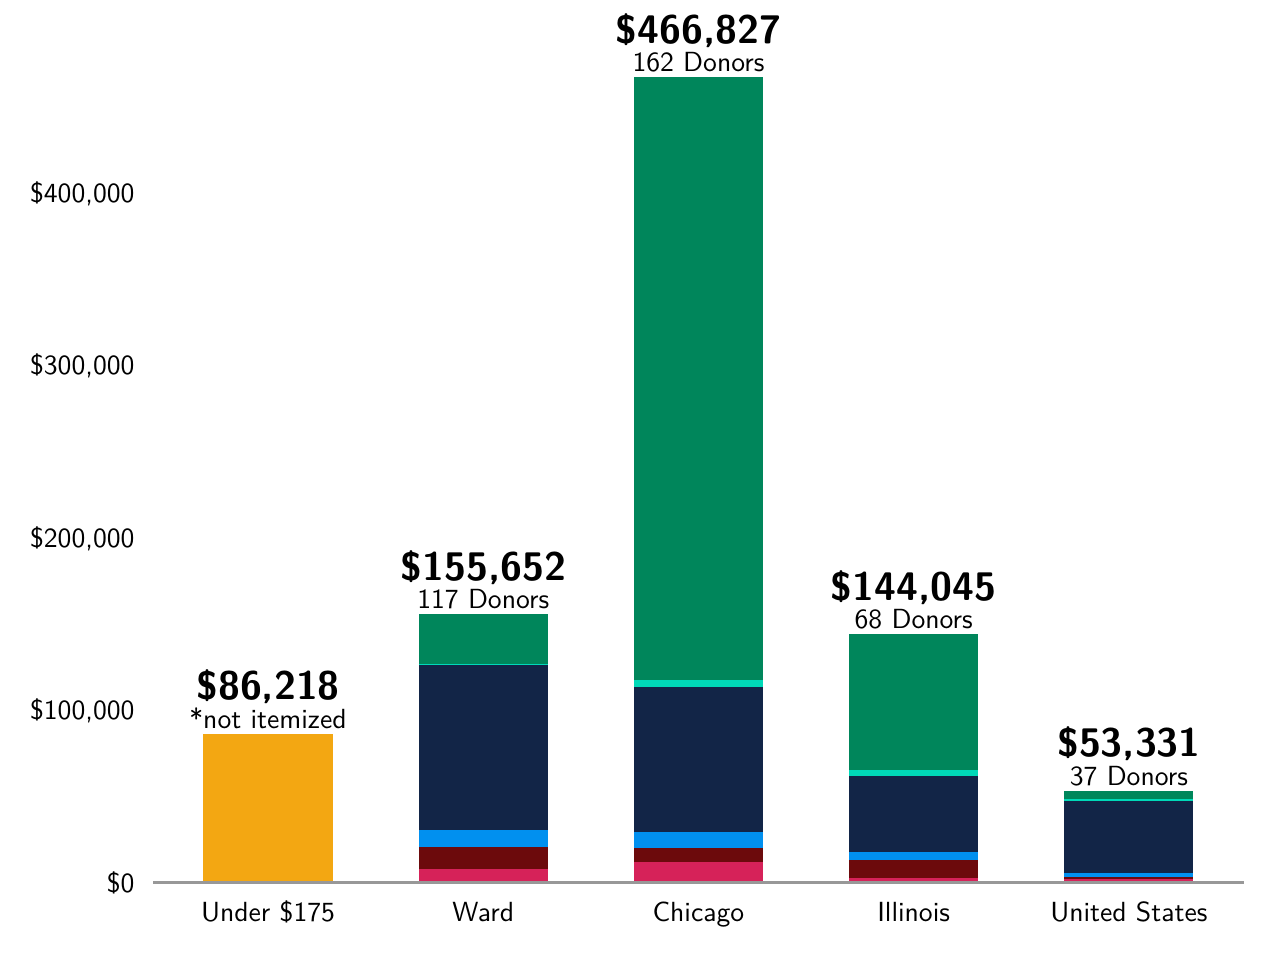 $466,827
162 Donors
$400,000
$300,000
$200,000
$155,652
117 Donors
$144,045
68 Donors
$86,218
*not itemized
$100,000
$53,331
37 Donors
$0
Under $175
Ward
Chicago
Illinois
United States